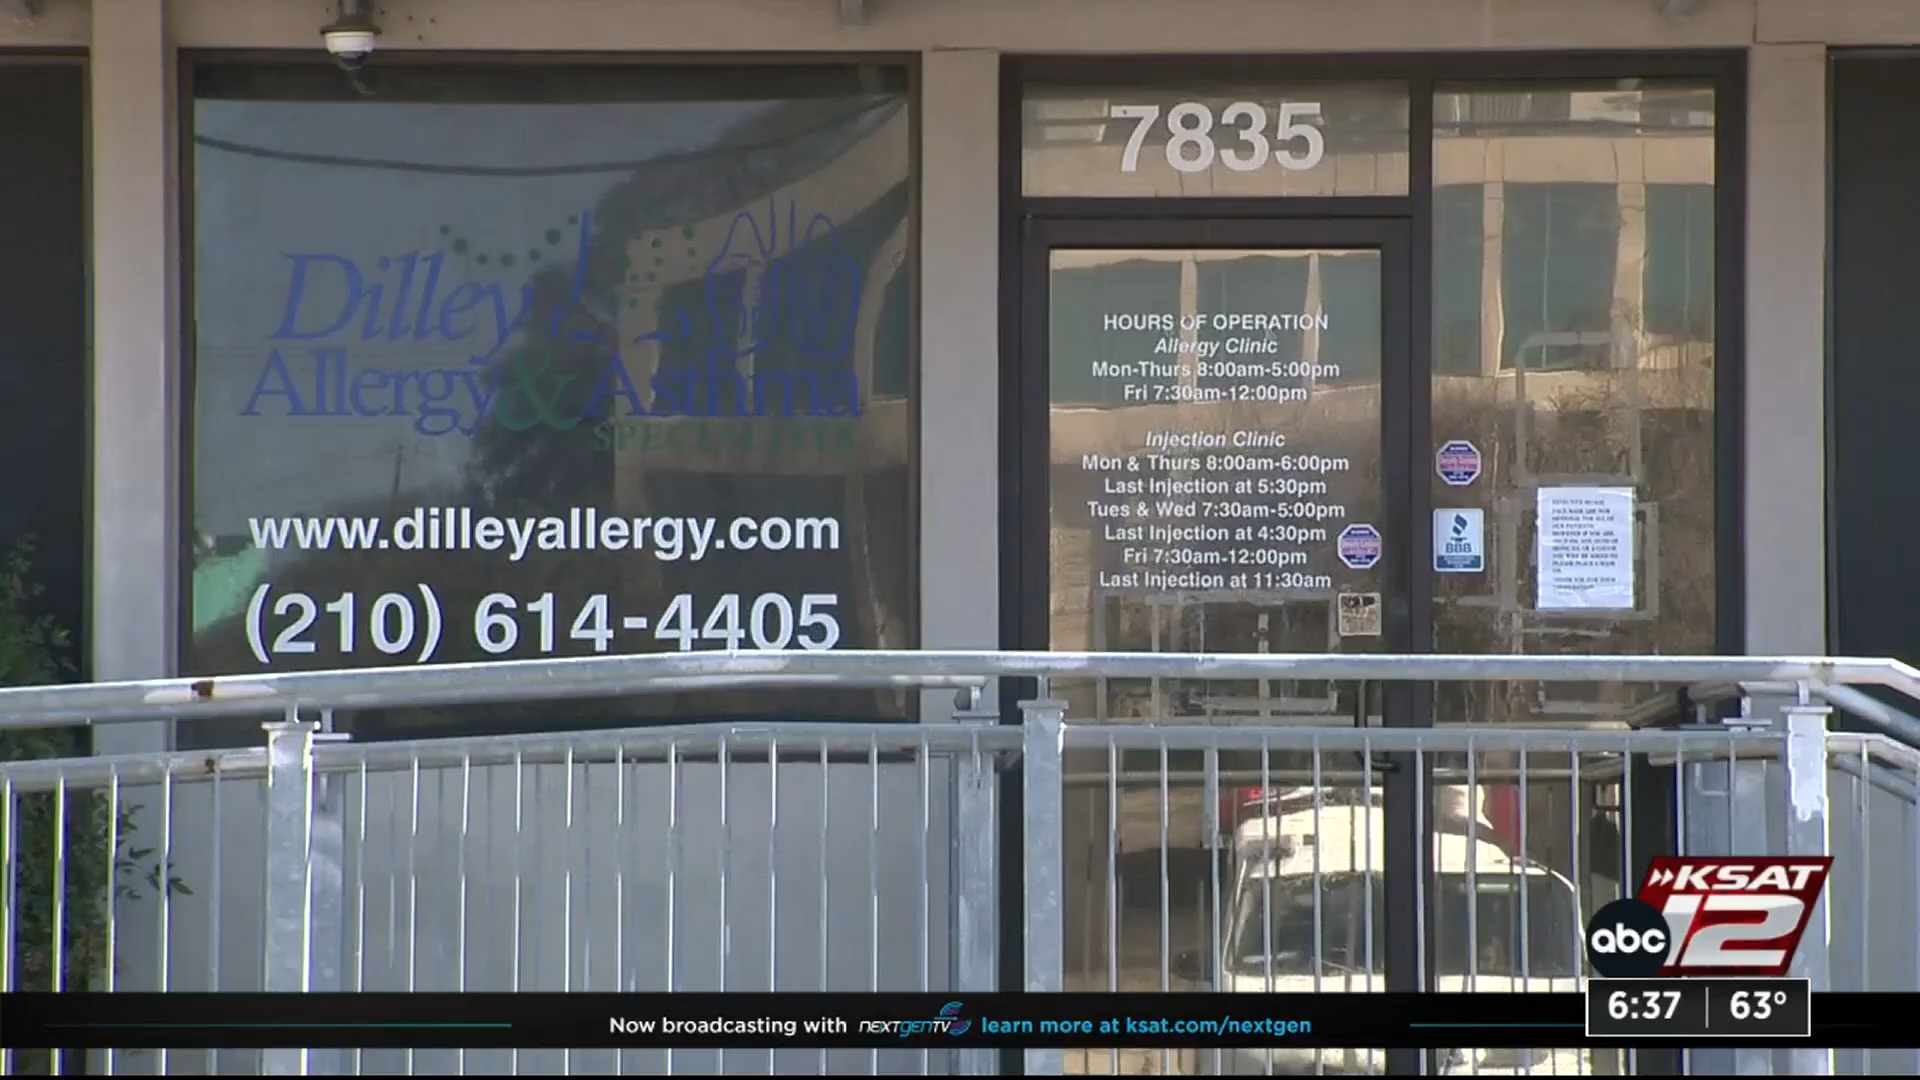 7835
Dilley
Allergy & Asthma
SPECIALISTS
www.dilleyallergy.com
(210) 614-4405
HOURS OF OPERATION
Allergy Clinic
Mon-Thurs 8:00am-5:00pm
Fri 7:30am-12:00pm
Injection Clinic
Mon & Thurs 8:00am-6:00pm
Last Injection at 5:30pm
Tues & Wed 7:30am-5:00pm
Last Injection at 4:30pm
Fri 7:30am-12:00pm
Last Injection at 11:30am
BBB
KSAT
abc 12
6:37 63°
Now broadcasting with NEXTGENTV learn more at ksat.com/nextgen